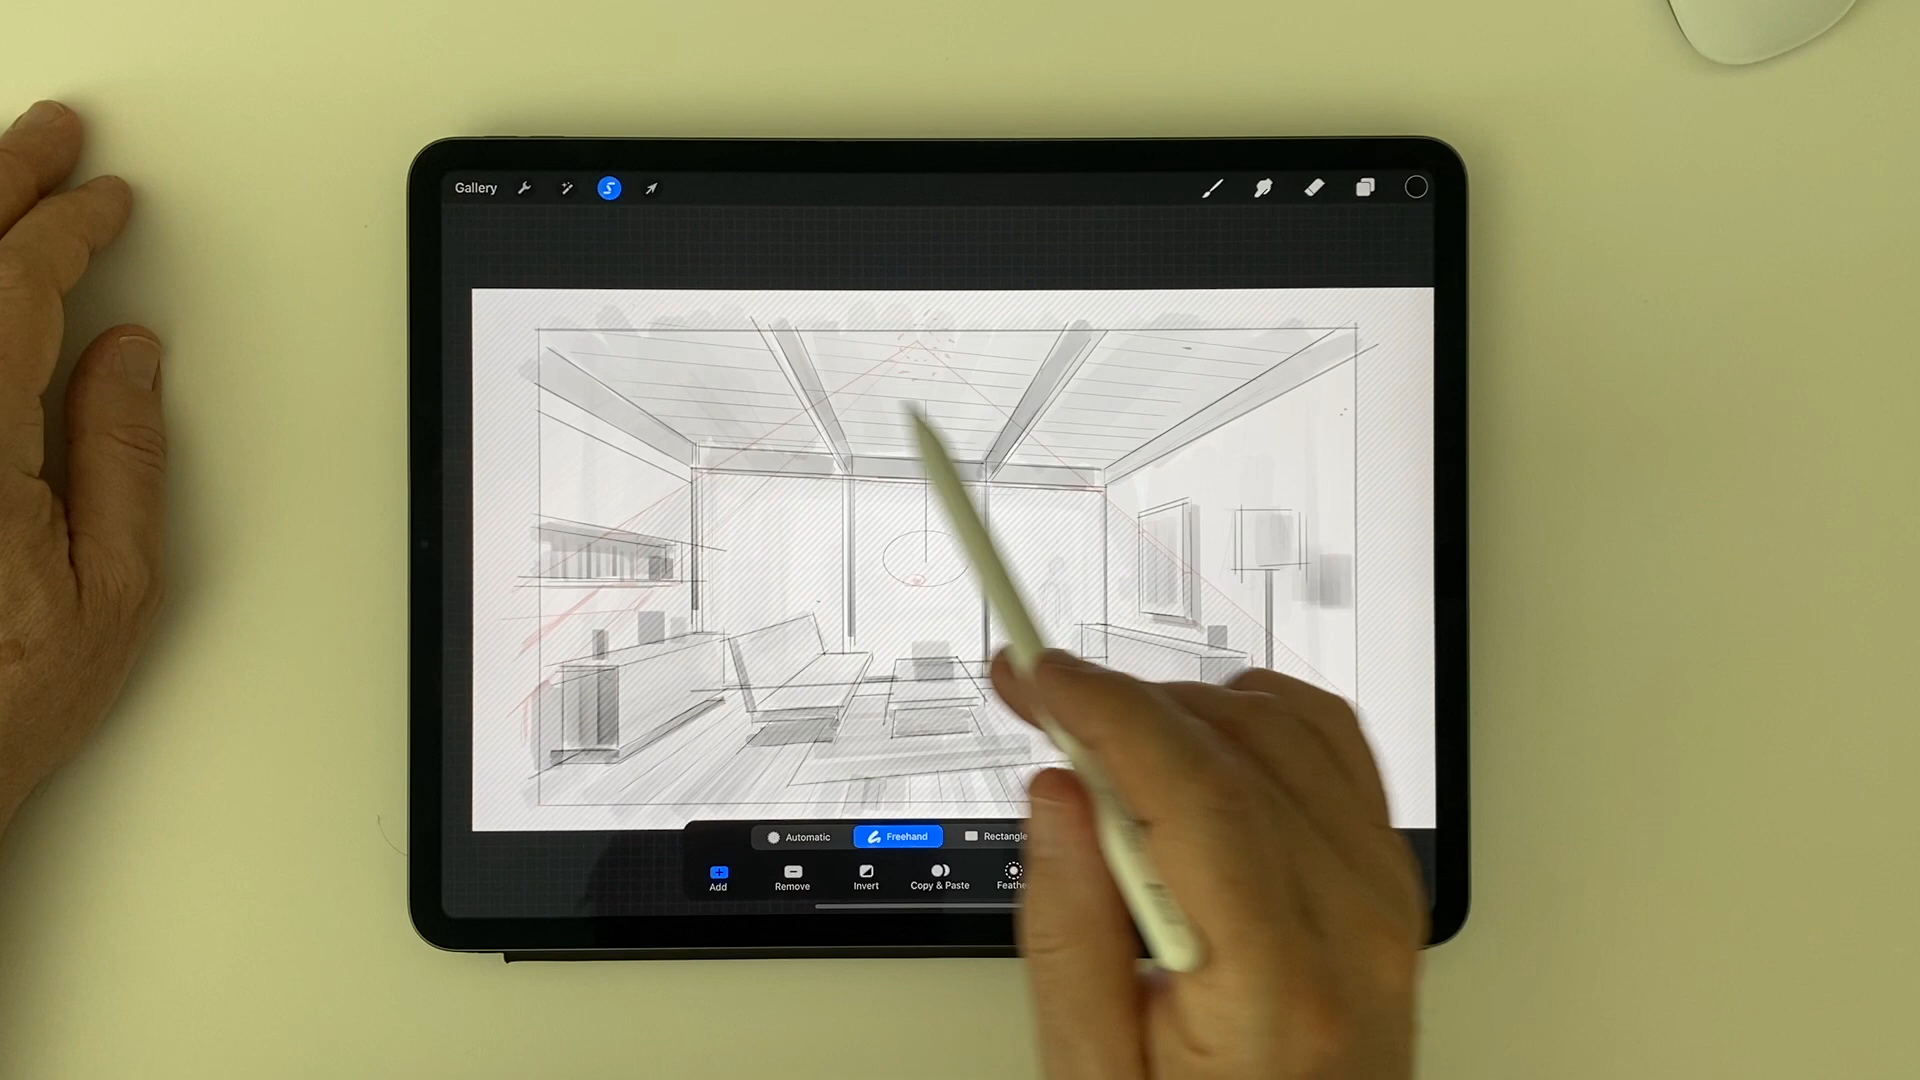 Gallery
Automatic Freehand Rectangle
Add Remove Invert Copy & Paste